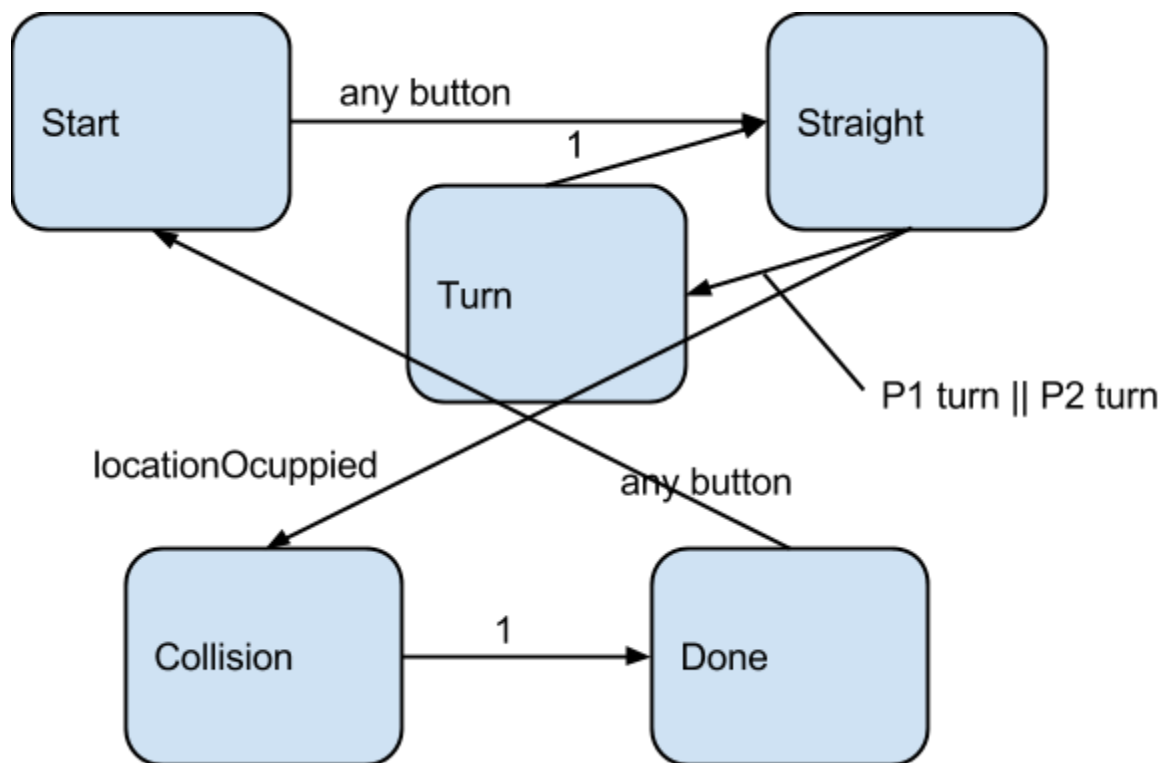 any button
Start
Straight
1
Turn
P1 turn || P2 turn
locationOcuppied
any button
1
Collision
Done